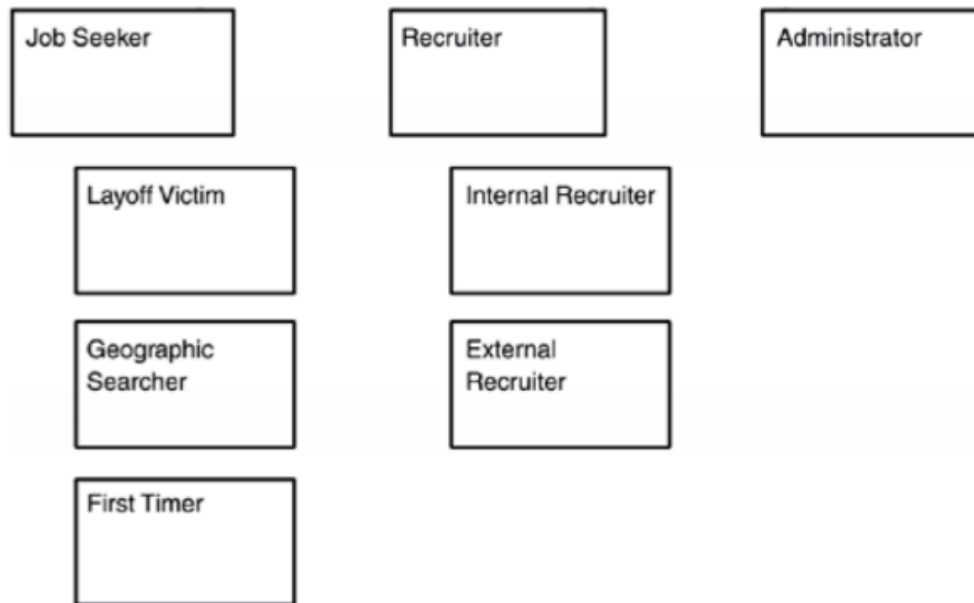 Job Seeker
Recruiter
Administrator
Layoff Victim
Internal Recruiter
Geographic
Searcher
External
Recruiter
First Timer